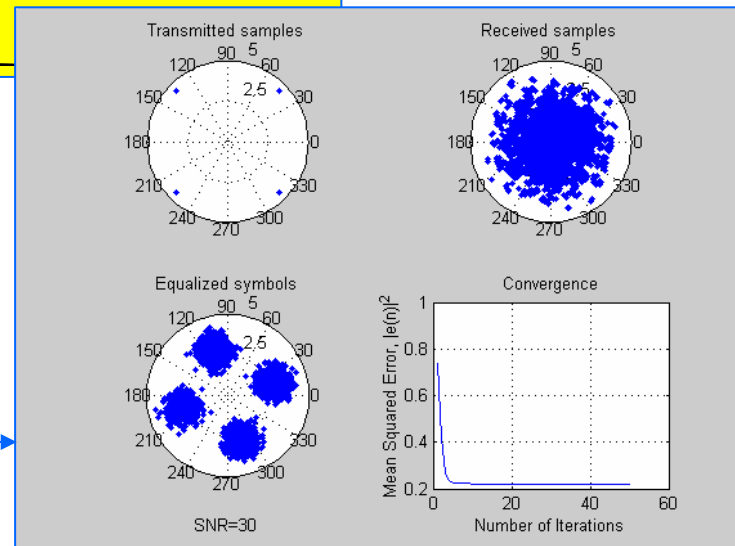 Transmitted samples
90 5
120 60
150 2.5 30
180 0
210 330
240 300
270
Received samples
90 5
120 60
150 2.5 30
180 0
210 330
240 300
270
Equalized symbols
90 5
120 60
150 2.5 30
180 0
210 330
240 300
270
SNR=30
Convergence
Mean Squared Error, |e(n)|²
1
0.8
0.6
0.4
0.2
0 20 40 60
Number of Iterations